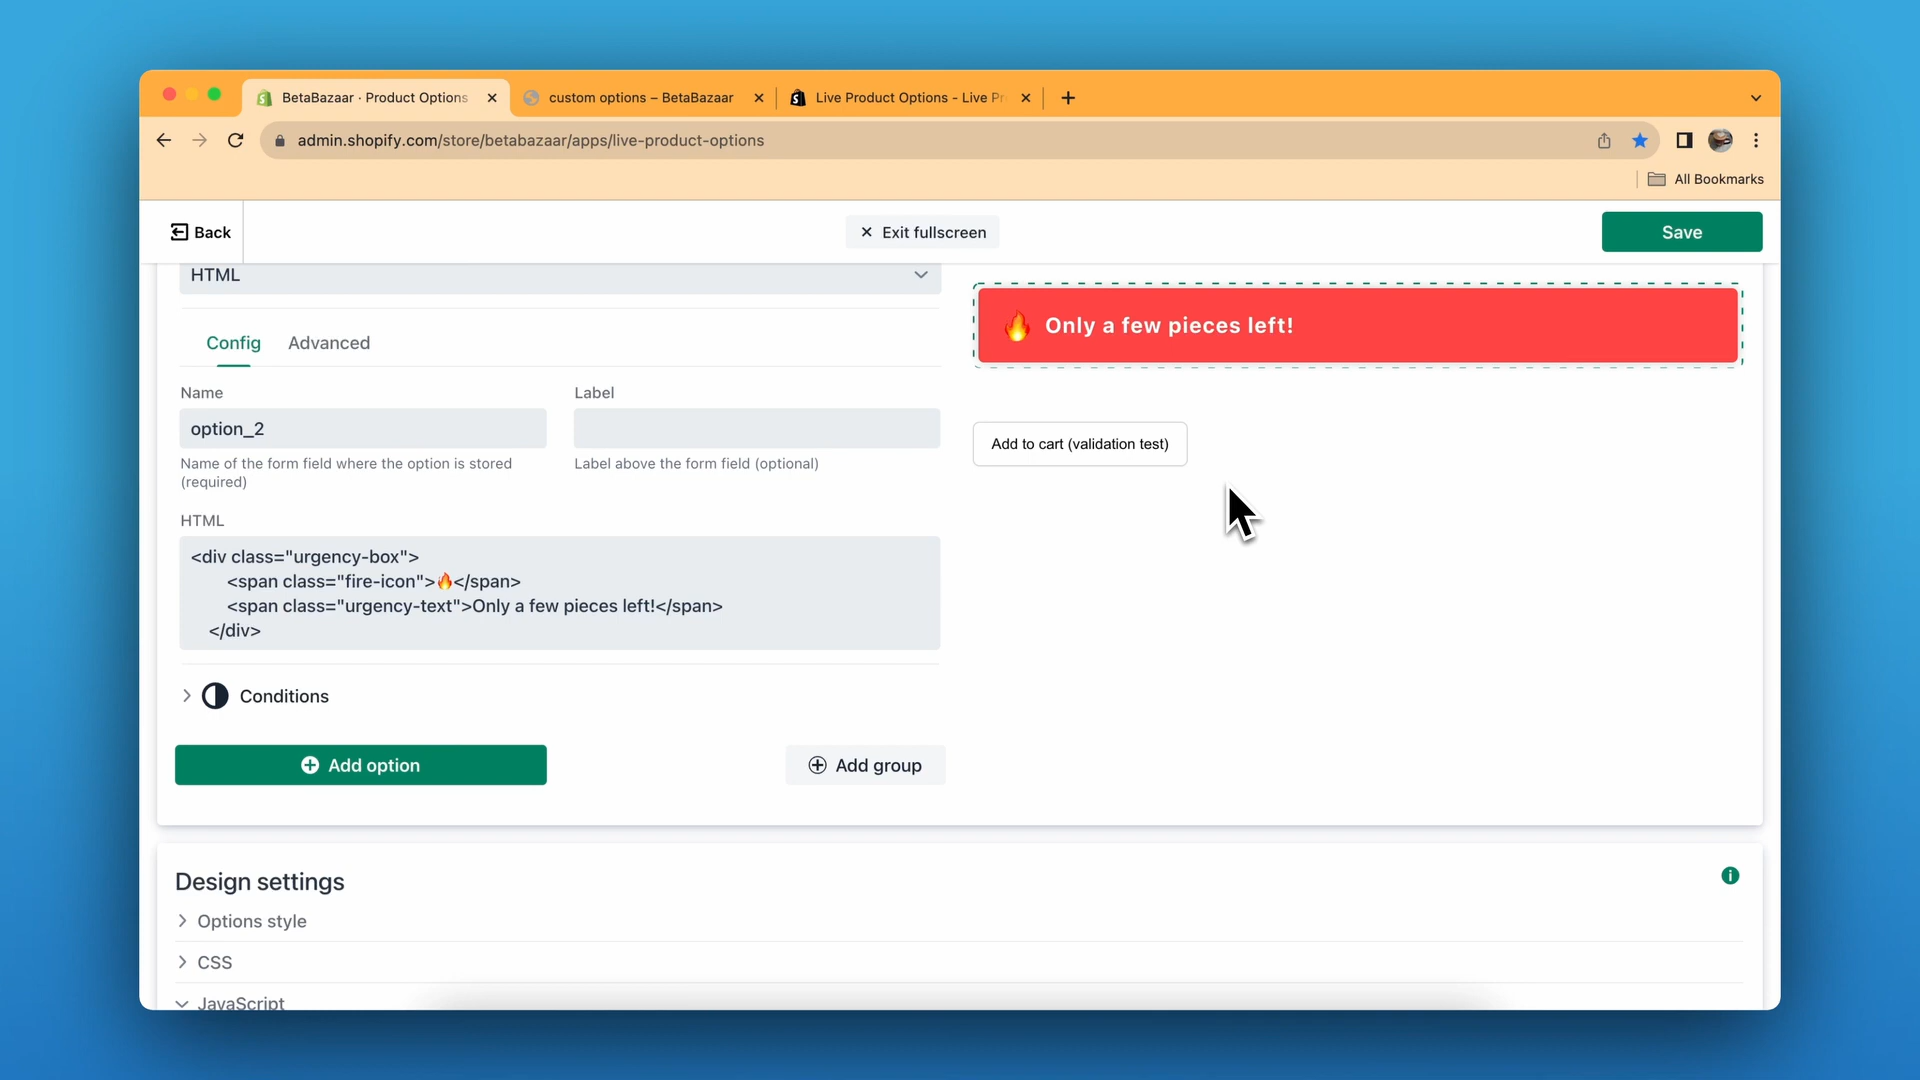 BetaBazaar · Product Options
custom options – BetaBazaar
Live Product Options - Live Pr
admin.shopify.com/store/betabazaar/apps/live-product-options
All Bookmarks
Back
Exit fullscreen
Save
HTML
🔥 Only a few pieces left!
Config
Advanced
Name
Label
option_2
Add to cart (validation test)
Name of the form field where the option is stored
(required)
Label above the form field (optional)
HTML
<div class="urgency-box">
<span class="fire-icon">🔥</span>
<span class="urgency-text">Only a few pieces left!</span>
</div>
Conditions
Add option
Add group
Design settings
Options style
CSS
JavaScript